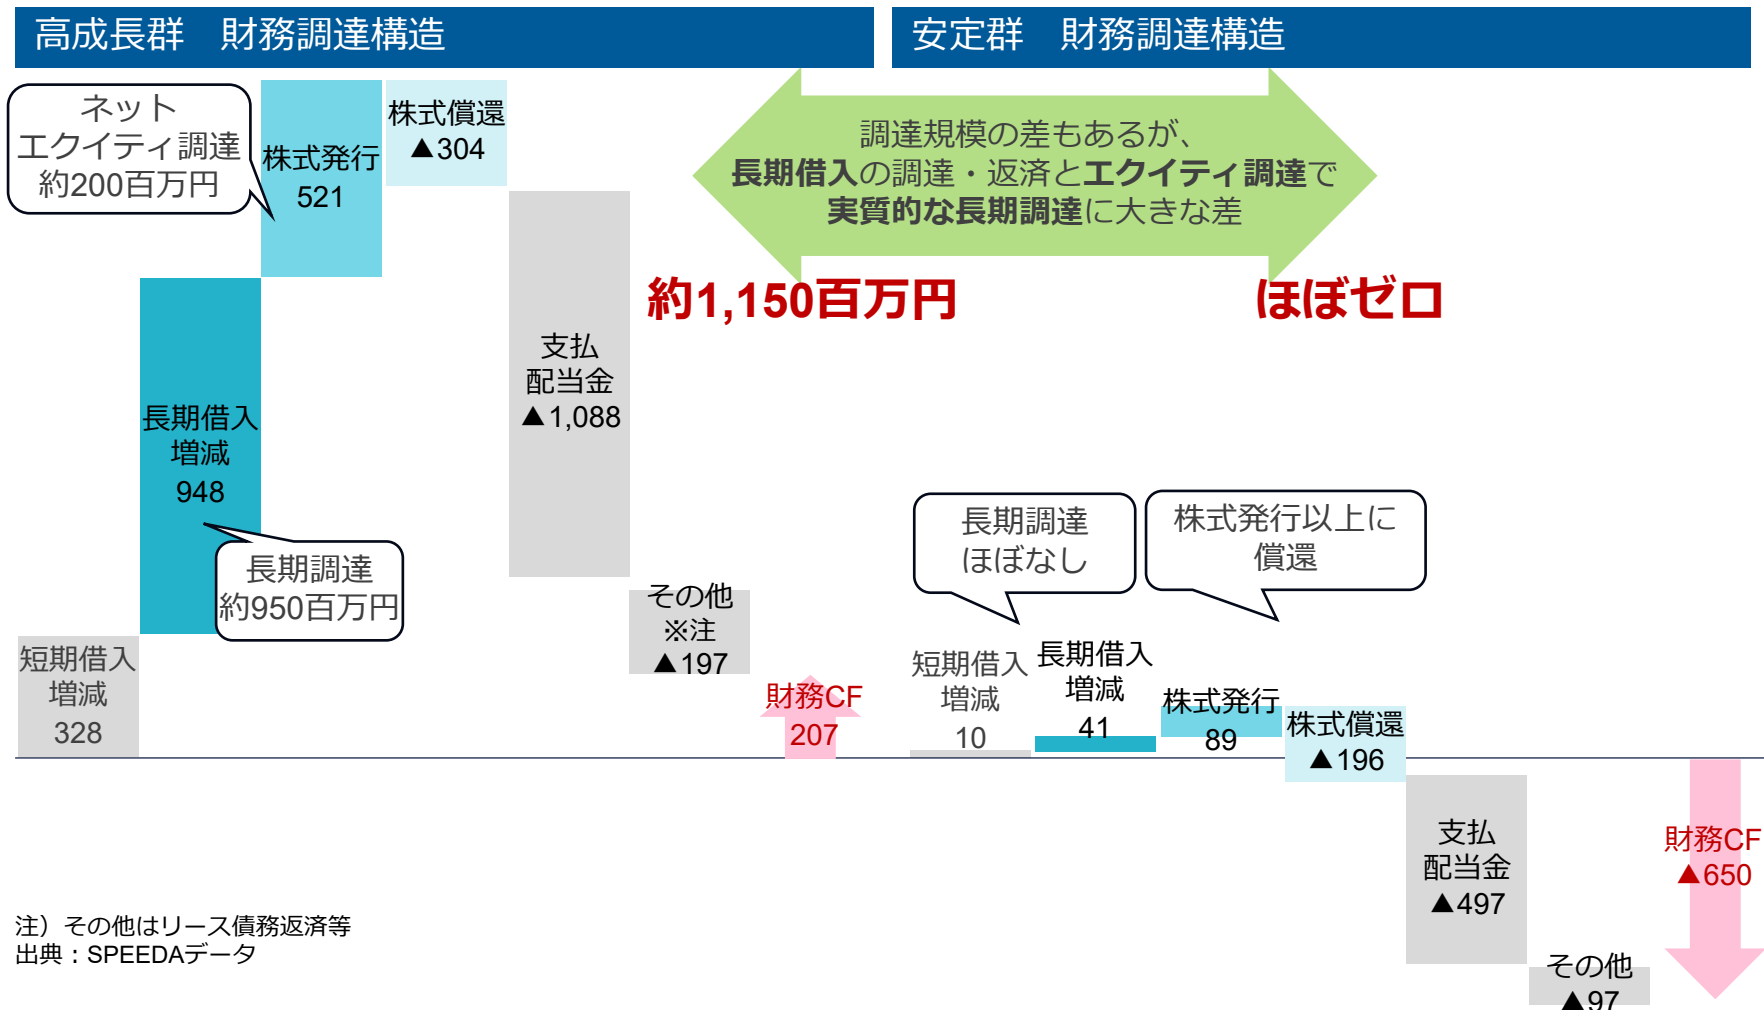 高成長群　財務調達構造
ネット
エクイティ調達
約200百万円
株式発行
521
株式償還
▲304
長期借入
増減
948
長期調達
約950百万円
短期借入
増減
328
支払
配当金
▲1,088
その他
※注
▲197
財務CF
207
調達規模の差もあるが、
長期借入の調達・返済とエクイティ調達で
実質的な長期調達に大きな差
約1,150百万円
ほぼゼロ
安定群　財務調達構造
長期調達
ほぼなし
株式発行以上に
償還
短期借入
増減
10
長期借入
増減
41
株式発行
89
株式償還
▲196
支払
配当金
▲497
その他
▲97
財務CF
▲650
注）その他はリース債務返済等
出典：SPEEDAデータ